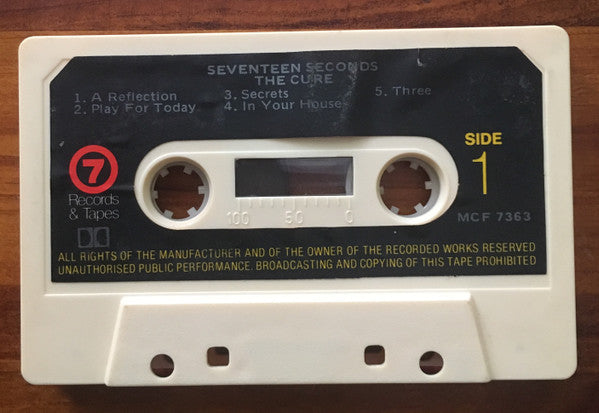 SEVENTEEN SECONDS
THE CURE
1. A Reflection 3. Secrets 5. Three
2. Play For Today 4. In Your House
SIDE
1
7
Records
& Tapes
100 50 0
MCF 7363
ALL RIGHTS OF THE MANUFACTURER AND OF THE OWNER OF THE RECORDED WORKS RESERVED
UNAUTHORISED PUBLIC PERFORMANCE. BROADCASTING AND COPYING OF THIS TAPE PROHIBITED